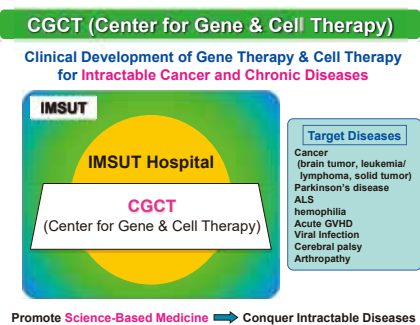 CGCT (Center for Gene & Cell Therapy)
Clinical Development of Gene Therapy & Cell Therapy
for Intractable Cancer and Chronic Diseases
IMSUT
IMSUT Hospital
CGCT
(Center for Gene & Cell Therapy)
Target Diseases
Cancer
(brain tumor, leukemia/
lymphoma, solid tumor)
Parkinson's disease
ALS
hemophilia
Acute GVHD
Viral Infection
Cerebral palsy
Arthropathy
Promote Science-Based Medicine Conquer Intractable Diseases